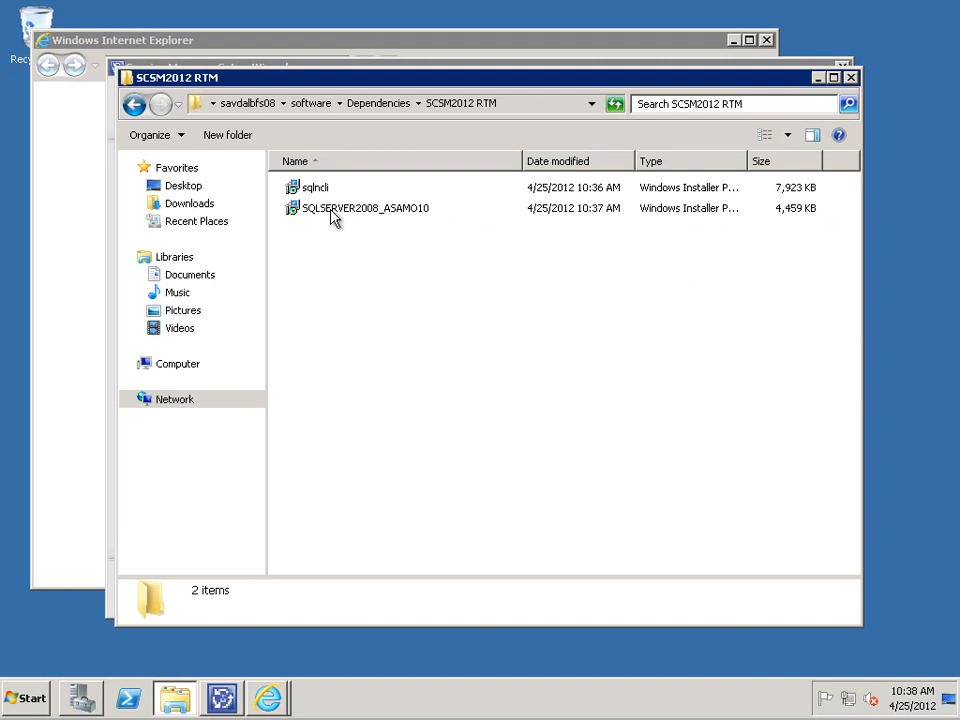 Windows Internet Explorer
SCSM2012 RTM
savdalbfs08 software Dependencies SCSM2012 RTM
Search SCSM2012 RTM
Organize New folder
Name Date modified Type Size
Favorites
Desktop
Downloads
Recent Places
Libraries
Documents
Music
Pictures
Videos
Computer
Network
sqlncli 4/25/2012 10:36 AM Windows Installer P... 7,923 KB
SQLSERVER2008_ASAMO10 4/25/2012 10:37 AM Windows Installer P... 4,459 KB
2 items
Start
10:38 AM
4/25/2012